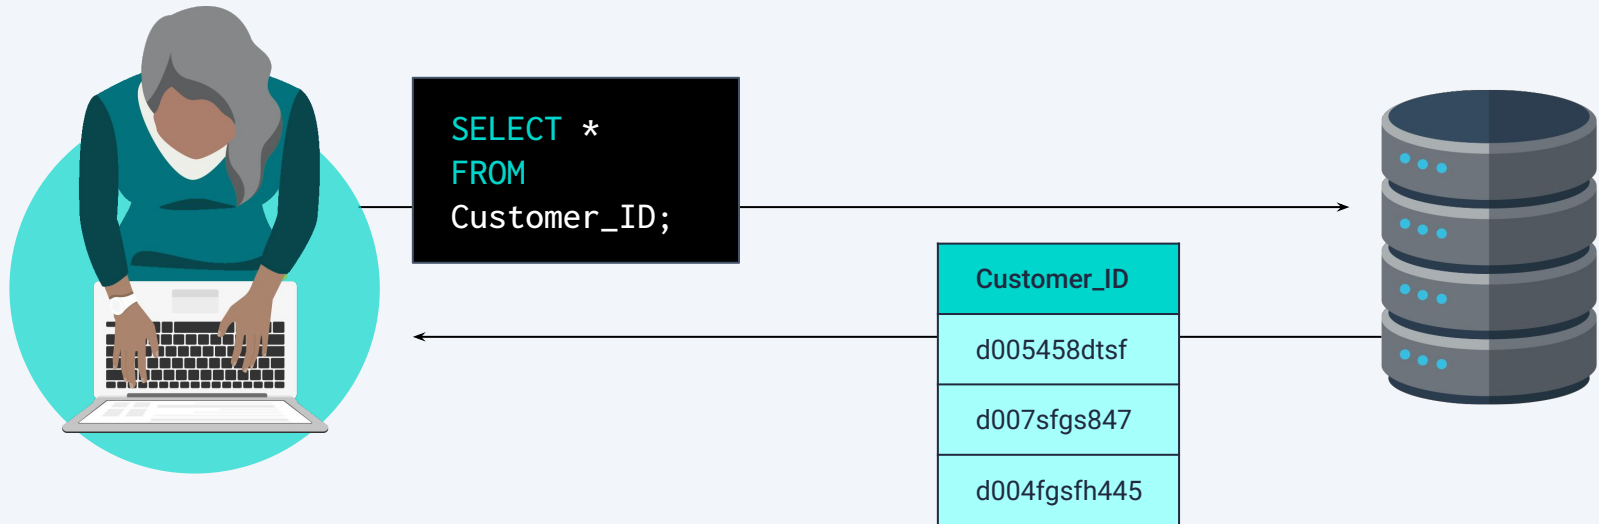 SELECT *
FROM
Customer_ID;
Customer_ID
d005458dtsf
d007sfgs847
d004fgsfh445